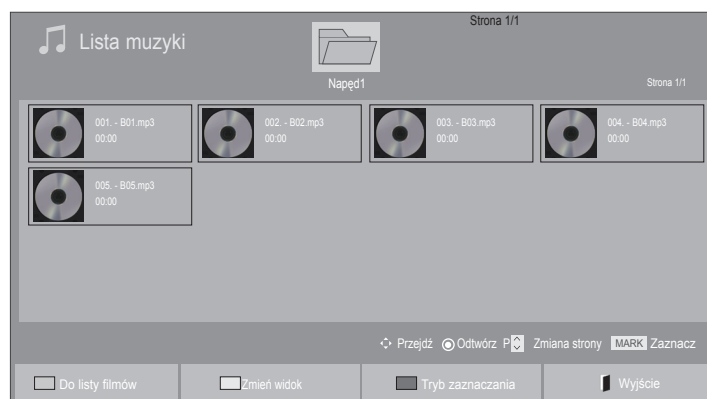 Strona 1/1
Lista muzyki
Napęd1
Strona 1/1
001. - B01.mp3
00:00
002. - B02.mp3
00:00
003. - B03.mp3
00:00
004. - B04.mp3
00:00
005. - B05.mp3
00:00
Przejdź Odtwórz P Zmiana strony MARK Zaznacz
Do listy filmów Zmień widok Tryb zaznaczania Wyjście